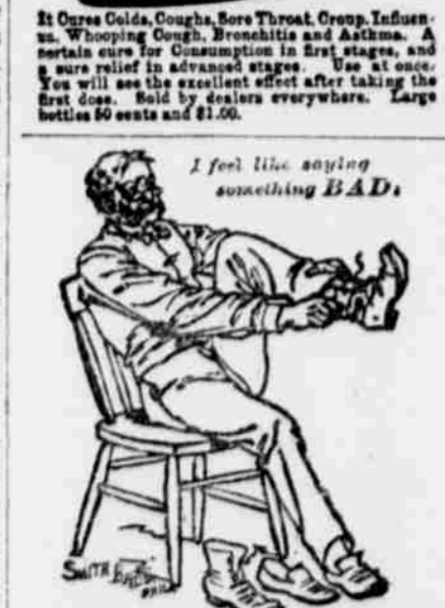 It Cures Colds, Coughs, Sore Throat, Croup, Influen-
za, Whooping Cough, Bronchitis and Asthma. A
certain cure for Consumption in first stages, and
a sure relief in advanced stages. Use at once.
You will see the excellent effect after taking the
first dose. Sold by dealers everywhere. Large
bottles 50 cents and $1.00.
I feel like saying
something BAD.
SMITH